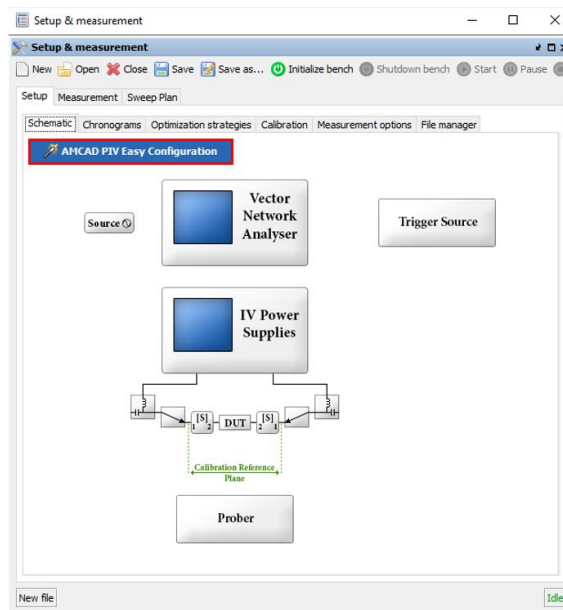 Setup & measurement
Setup & measurement
New Open Close Save Save as... Initialize bench Shutdown bench Start Pause
Setup Measurement Sweep Plan
Schematic Chronograms Optimization strategies Calibration Measurement options File manager
AMCAD PIV Easy Configuration
Source
Vector
Network
Analyser
Trigger Source
IV Power
Supplies
[S] 1 2 DUT [S] 2 1
Calibration Reference
Plane
Prober
New file Idle